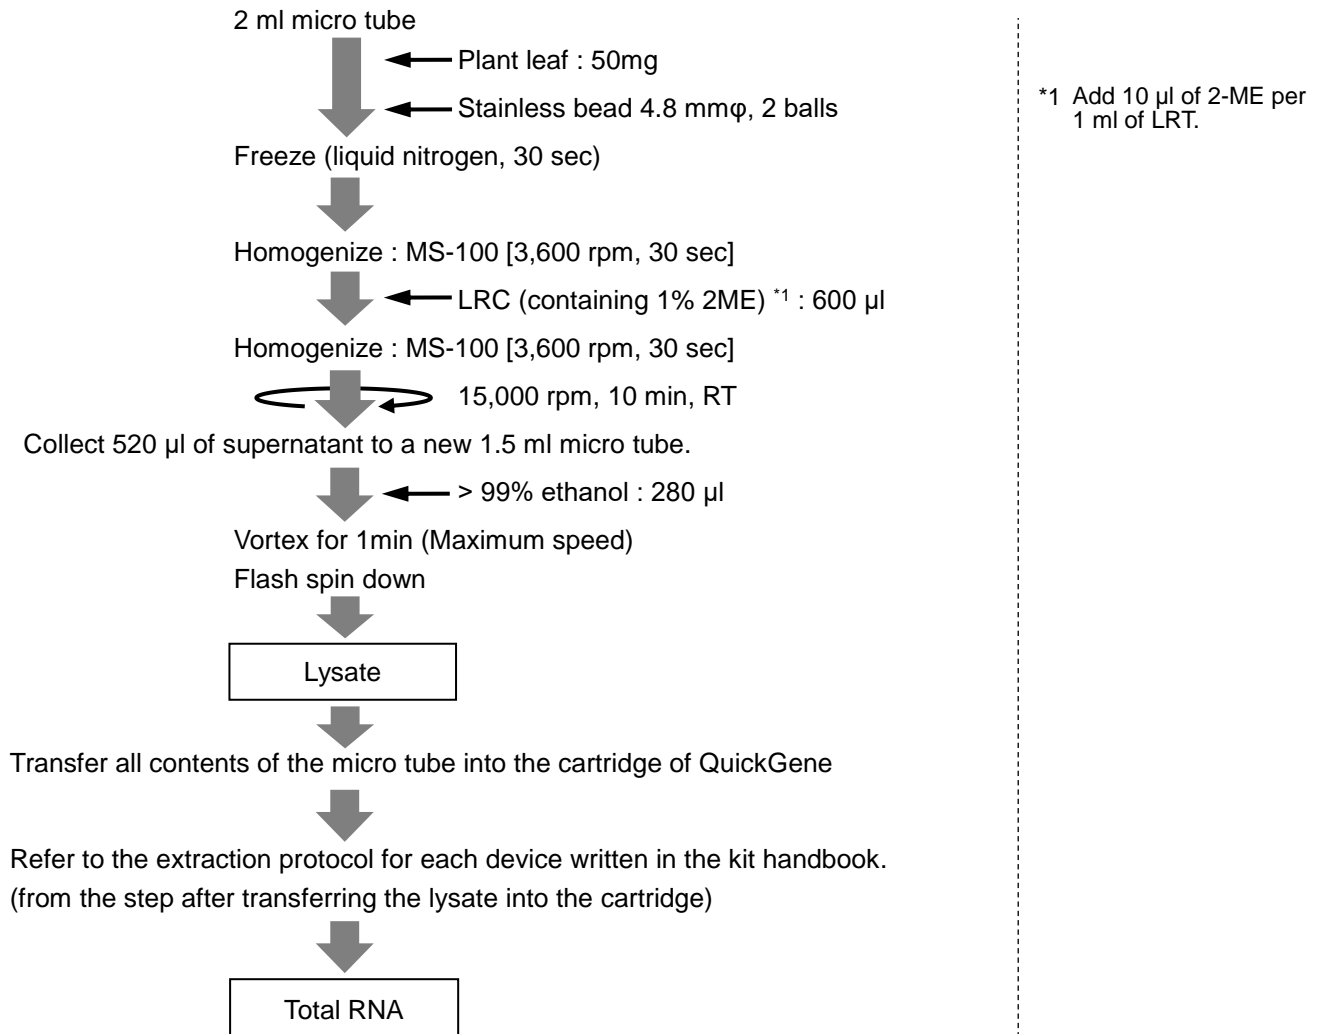 2 ml micro tube
Plant leaf : 50mg
Stainless bead 4.8 mmφ, 2 balls
Freeze (liquid nitrogen, 30 sec)
Homogenize : MS-100 [3,600 rpm, 30 sec]
LRC (containing 1% 2ME) *1 : 600 µl
Homogenize : MS-100 [3,600 rpm, 30 sec]
15,000 rpm, 10 min, RT
Collect 520 µl of supernatant to a new 1.5 ml micro tube.
> 99% ethanol : 280 µl
Vortex for 1min (Maximum speed)
Flash spin down
Lysate
Transfer all contents of the micro tube into the cartridge of QuickGene
Refer to the extraction protocol for each device written in the kit handbook.
(from the step after transferring the lysate into the cartridge)
Total RNA
*1 Add 10 µl of 2-ME per
1 ml of LRT.